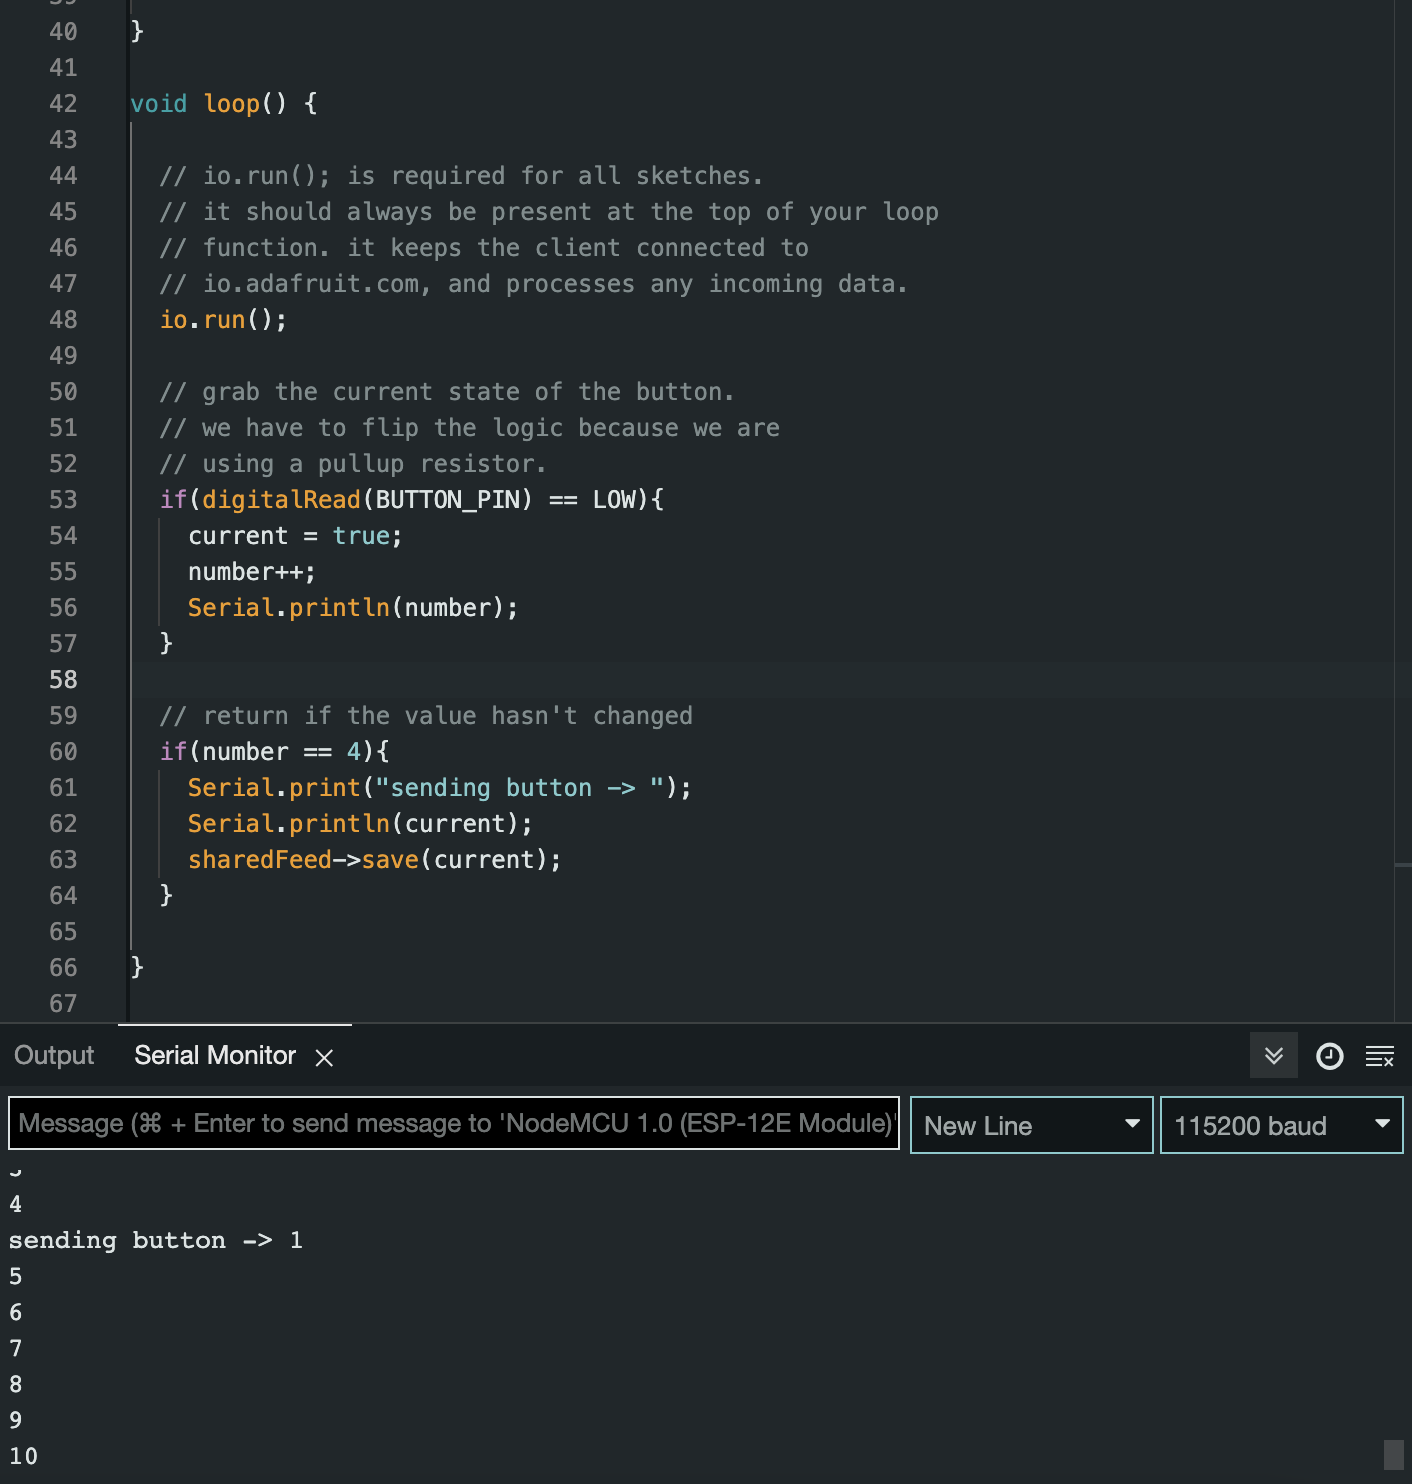 40 }
41
42 void loop() {
43
44 // io.run(); is required for all sketches.
45 // it should always be present at the top of your loop
46 // function. it keeps the client connected to
47 // io.adafruit.com, and processes any incoming data.
48 io.run();
49
50 // grab the current state of the button.
51 // we have to flip the logic because we are
52 // using a pullup resistor.
53 if(digitalRead(BUTTON_PIN) == LOW){
54 current = true;
55 number++;
56 Serial.println(number);
57 }
58
59 // return if the value hasn't changed
60 if(number == 4){
61 Serial.print("sending button -> ");
62 Serial.println(current);
63 sharedFeed->save(current);
64 }
65
66 }
67
Output Serial Monitor
Message (⌘ + Enter to send message to 'NodeMCU 1.0 (ESP-12E Module)' New Line 115200 baud
4
sending button -> 1
5
6
7
8
9
10